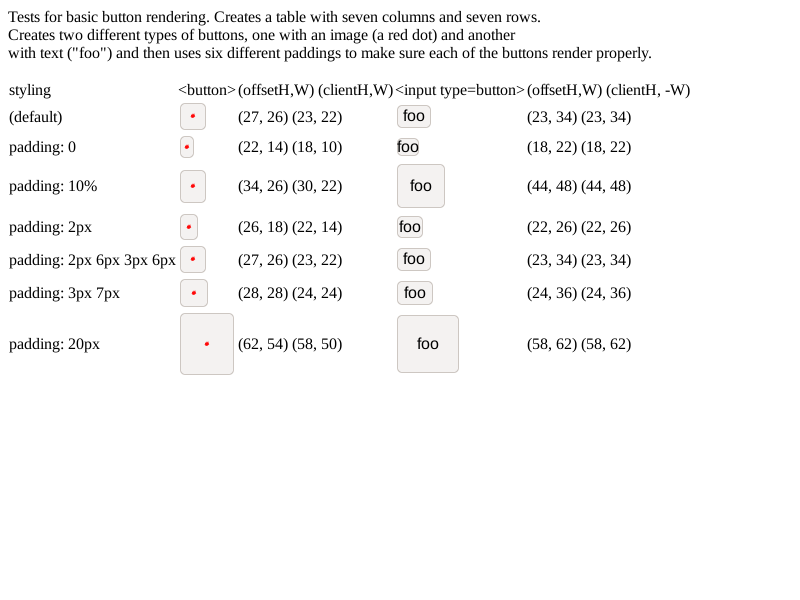 Tests for basic button rendering. Creates a table with seven columns and seven rows.
Creates two different types of buttons, one with an image (a red dot) and another
with text ("foo") and then uses six different paddings to make sure each of the buttons render properly.
styling <button> (offsetH,W) (clientH,W) <input type=button> (offsetH,W) (clientH, -W)
(default) (27, 26) (23, 22) foo (23, 34) (23, 34)
padding: 0 (22, 14) (18, 10) foo (18, 22) (18, 22)
padding: 10% (34, 26) (30, 22) foo (44, 48) (44, 48)
padding: 2px (26, 18) (22, 14) foo (22, 26) (22, 26)
padding: 2px 6px 3px 6px (27, 26) (23, 22) foo (23, 34) (23, 34)
padding: 3px 7px (28, 28) (24, 24) foo (24, 36) (24, 36)
padding: 20px (62, 54) (58, 50) foo (58, 62) (58, 62)